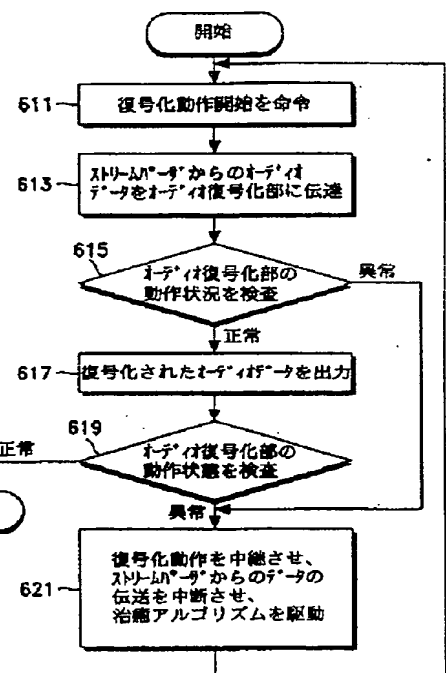 開始
611
復号化動作開始を命令
613
ストリームパーザからのオーディオ
データをオーディオ復号化部に伝達
615
オーディオ復号化部の
動作状況を検査
異常
正常
617
復号化されたオーディオデータを出力
619
オーディオ復号化部の
動作状態を検査
正常
異常
621
復号化動作を中継させ、
ストリームパーザからのデータの
伝送を中断させ、
治癒アルゴリズムを駆動